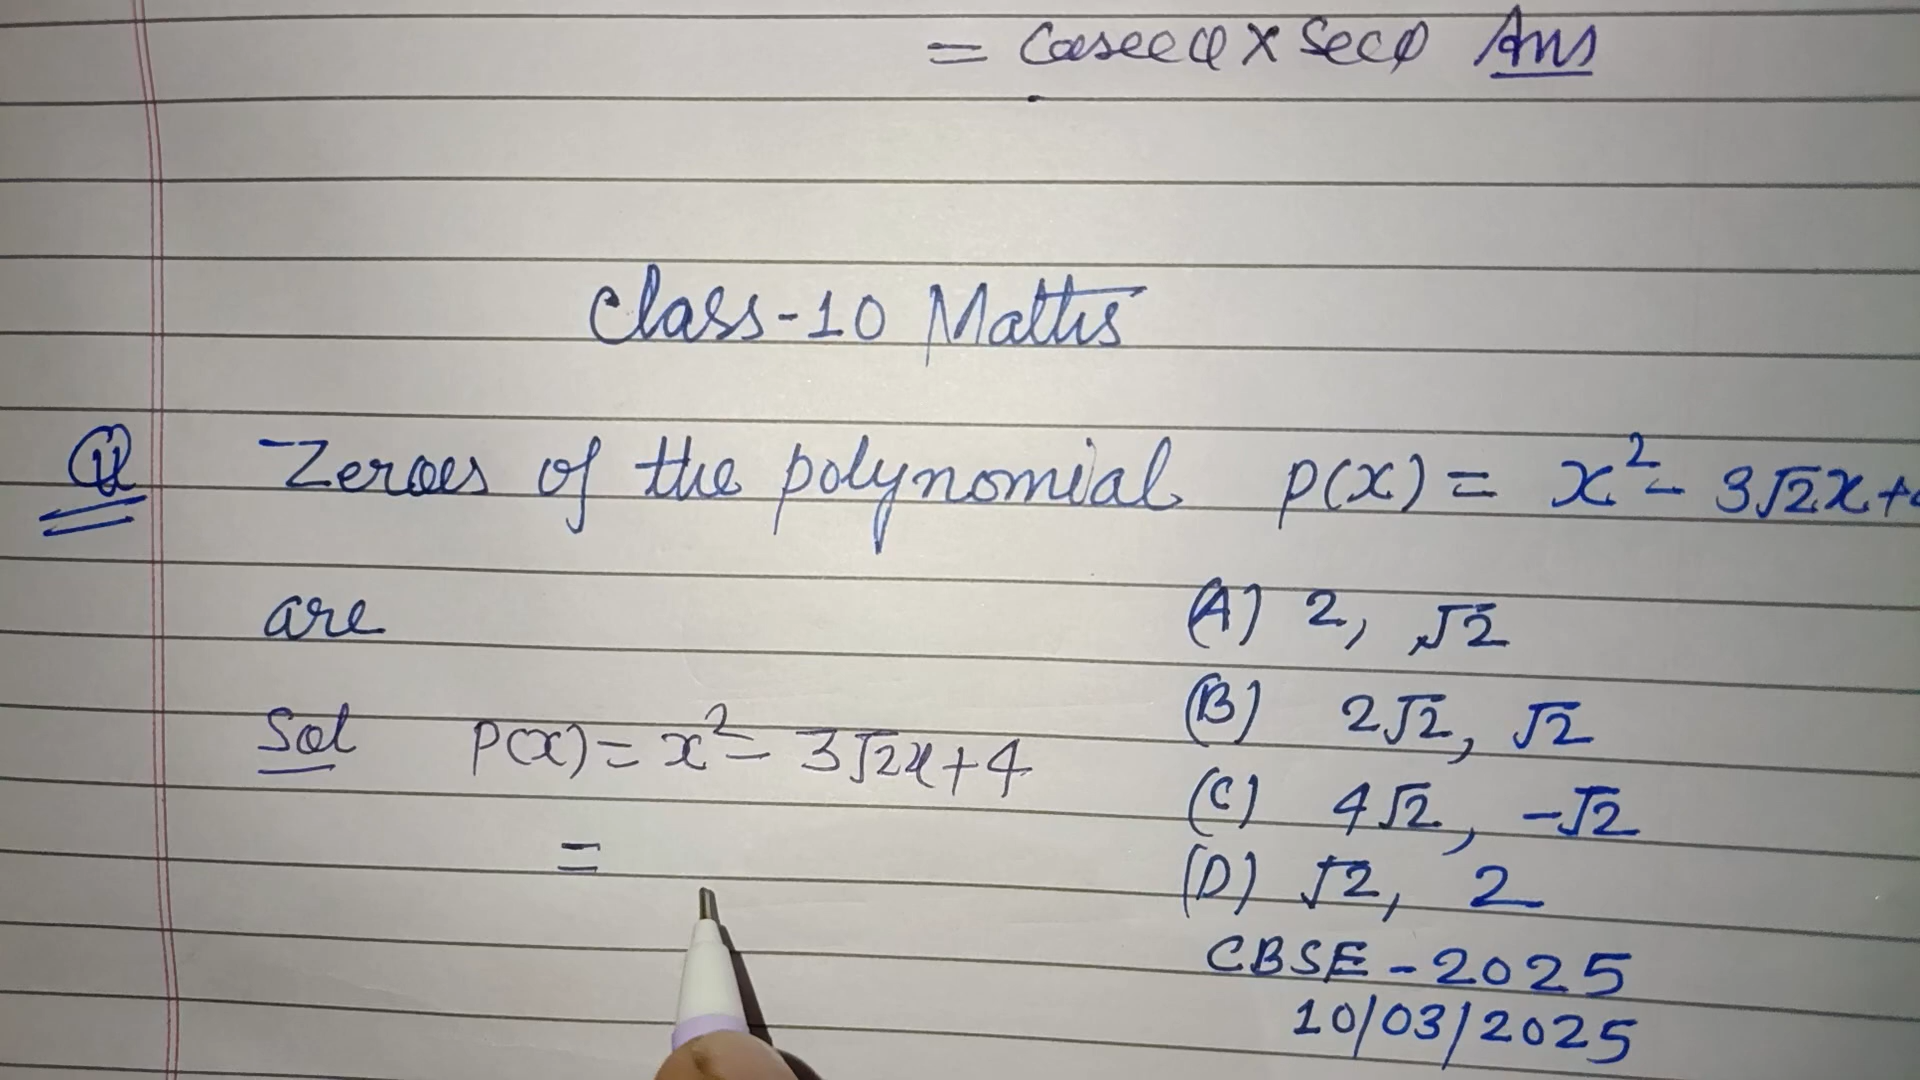 = Cosec φ × Sec φ Ans
Class-10 Maths
Q Zeroes of the polynomial P(x) = x² - 3√2x +
are
(A) 2, √2
(B) 2√2, √2
Sol P(x) = x² - 3√2x + 4
(C) 4√2, -√2
=
(D) √2, 2
CBSE - 2025
10/03/2025